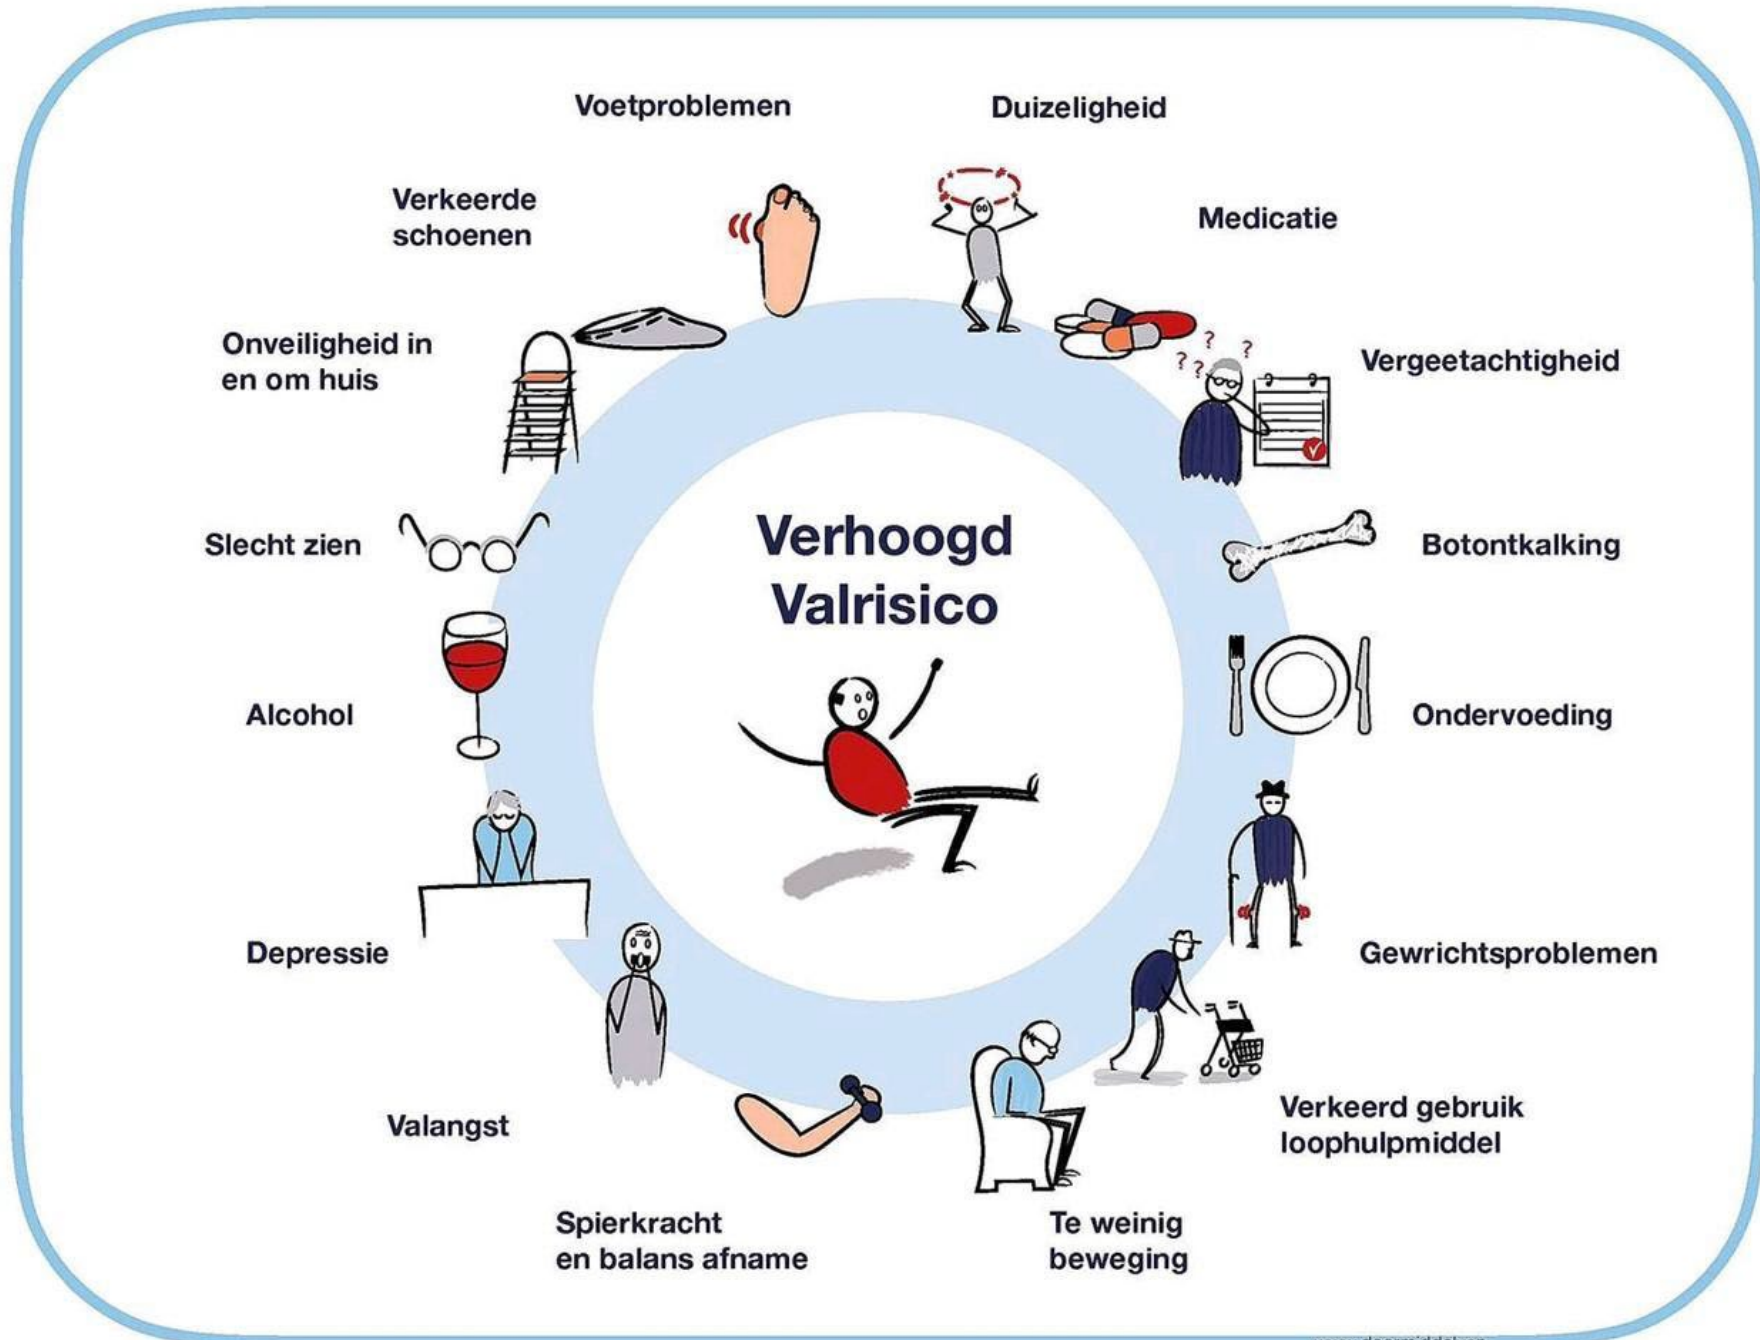 Voetproblemen
Duizeligheid
Verkeerde
schoenen
Medicatie
Onveiligheid in
en om huis
Vergeetachtigheid
Slecht zien
Verhoogd
Valrisico
Botontkalking
Alcohol
Ondervoeding
Depressie
Gewrichtsproblemen
Valangst
Verkeerd gebruik
loophulpmiddel
Spierkracht
en balans afname
Te weinig
beweging